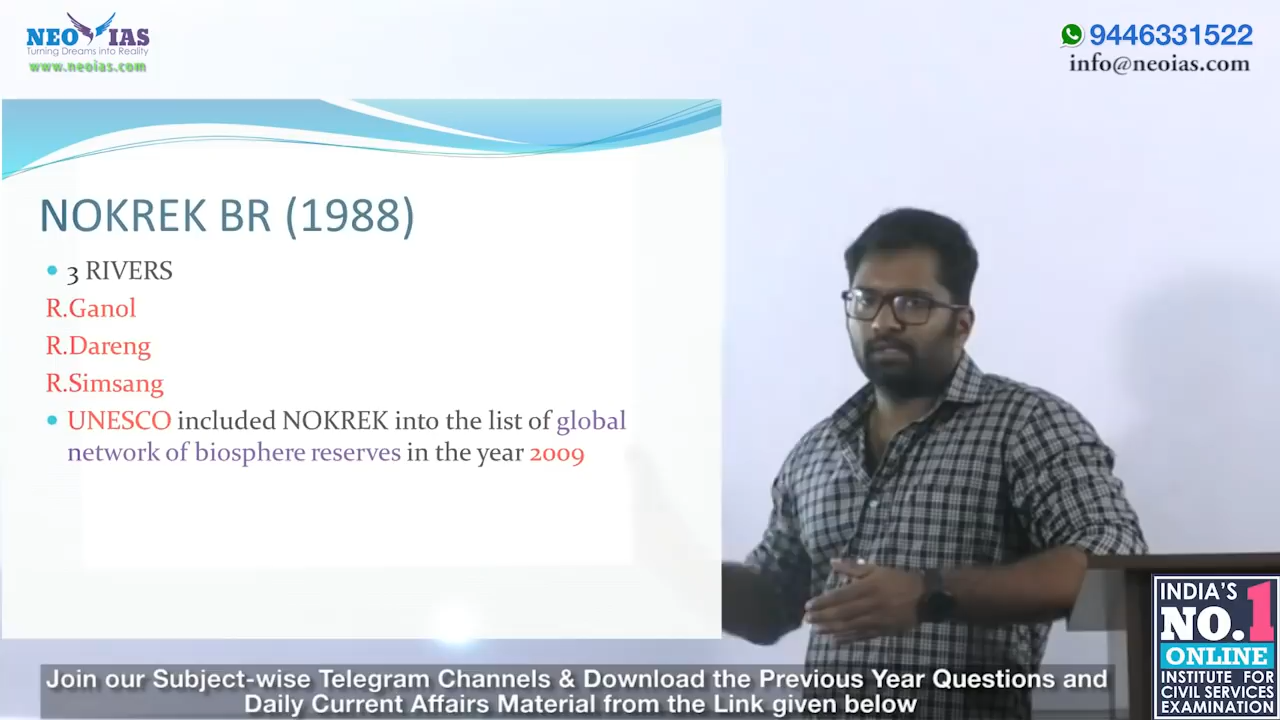 NEO IAS
Turning Dreams into Reality
www.neoias.com
9446331522
info@neoias.com
NOKREK BR (1988)
3 RIVERS
R.Ganol
R.Dareng
R.Simsang
UNESCO included NOKREK into the list of global
network of biosphere reserves in the year 2009
INDIA'S
NO.1
ONLINE
INSTITUTE FOR
CIVIL SERVICES
EXAMINATION
Join our Subject-wise Telegram Channels & Download the Previous Year Questions and
Daily Current Affairs Material from the Link given below